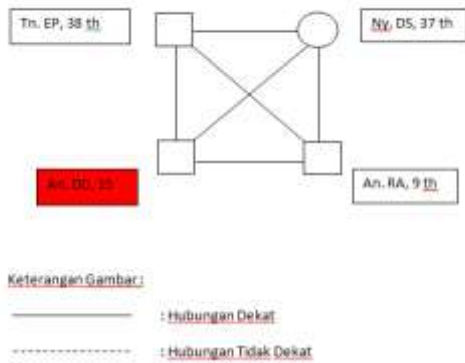 Tn. EP, 38 th
Ny, DS, 37 th
An. DD, 15
An. RA, 9 th
Keterangan Gambar:
: Hubungan Dekat
: Hubungan Tidak Dekat